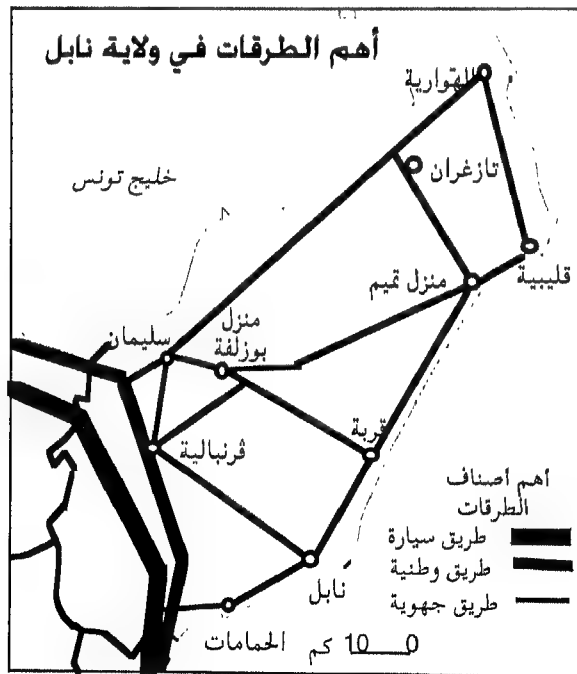 أهم الطرقات في ولاية نابل
الهوارية
تازغران
خليج تونس
قليبية
منزل تميم
منزل
بوزلفة
سليمان
قربة
ڨرنبالية
أهم أصناف
الطرقات
طريق سيارة
طريق وطنية
طريق جهوية
نابل
الحمامات
0 10 كم